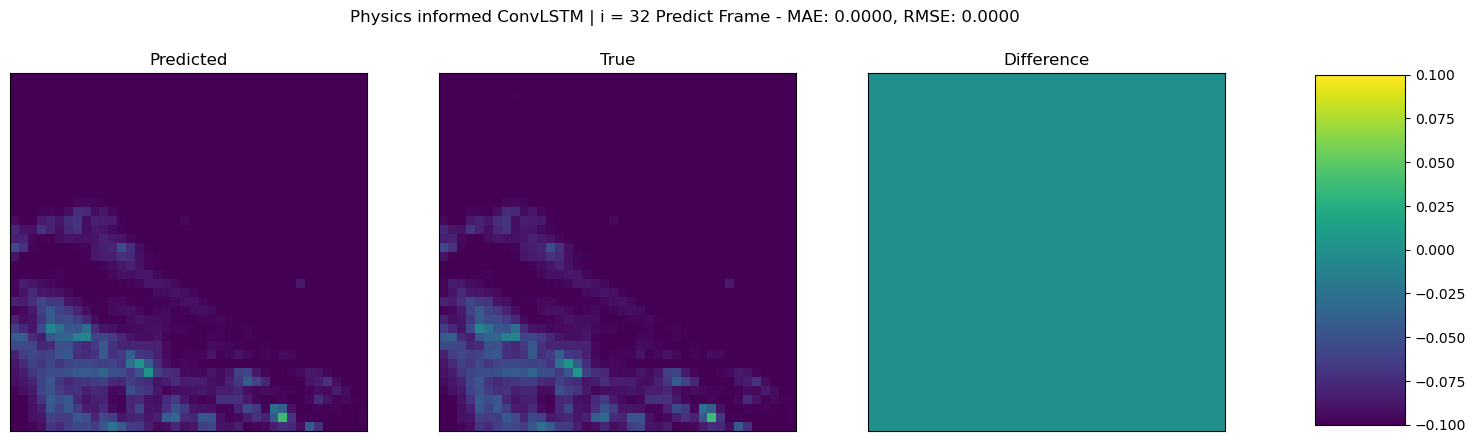 Physics informed ConvLSTM | i = 32 Predict Frame - MAE: 0.0000, RMSE: 0.0000
Predicted
True
Difference
0.100
0.075
0.050
0.025
0.000
−0.025
−0.050
−0.075
−0.100